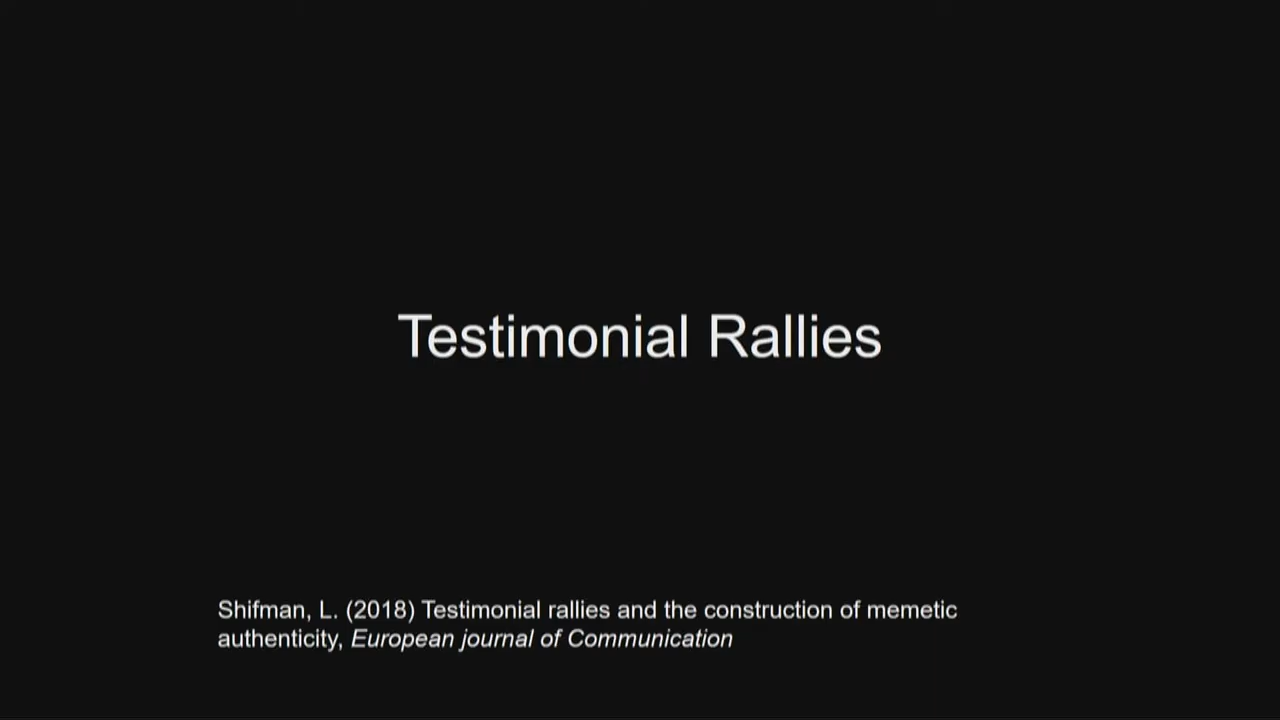 Testimonial Rallies
Shifman, L. (2018) Testimonial rallies and the construction of memetic
authenticity, European journal of Communication